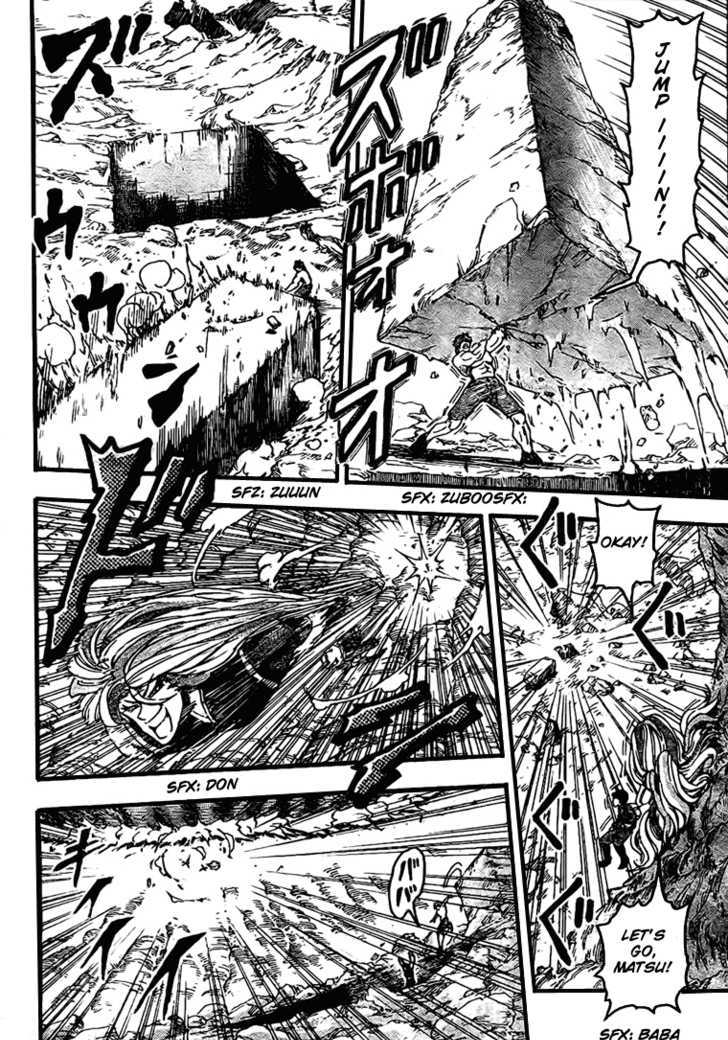 JUMP
IIIIN!!
ズボオオ
SFX: ZUBOOSFX:
ズウウン
SFZ: ZUUUN
OKAY!
ぐぐぐぐ
LET'S
GO,
MATSU!
SFX: BABA
ドン
SFX: DON
バババ
キイイイ